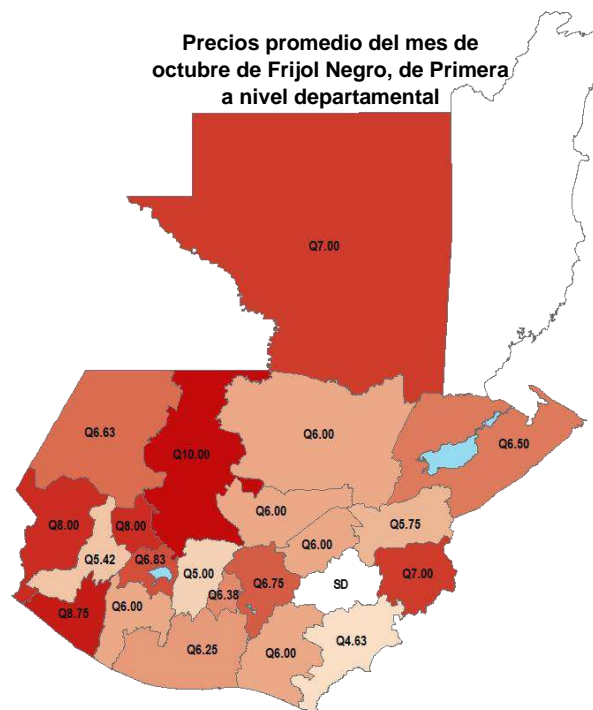 Precios promedio del mes de
octubre de Frijol Negro, de Primera
a nivel departamental
Q7.00
Q6.63
Q10.00
Q6.00
Q6.50
Q8.00
Q8.00
Q6.00
Q5.75
Q5.42
Q6.83
Q5.00
Q6.00
Q7.00
Q6.38
Q6.75
SD
Q8.75
Q6.00
Q6.25
Q6.00
Q4.63